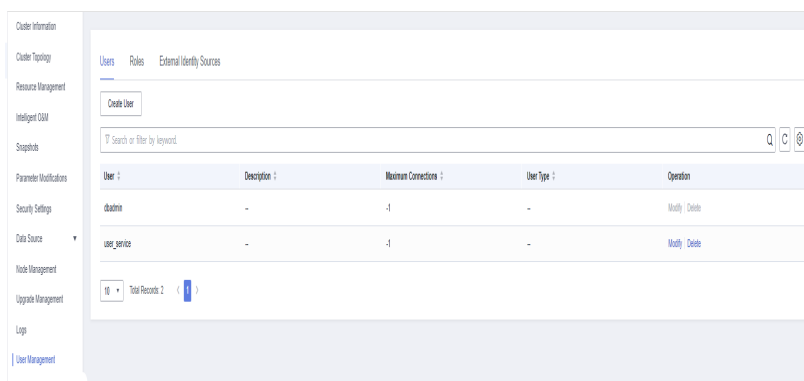 Cluster Information
Cluster Topology
Resource Management
Intelligent O&M
Snapshots
Parameter Modifications
Security Settings
Data Source
Node Management
Upgrade Management
Logs
User Management
Users Roles External Identity Sources
Create User
Search or filter by keyword.
User Description Maximum Connections User Type Operation
dbadmin -- -1 -- Modify | Delete
user_service -- -1 -- Modify | Delete
10 Total Records: 2 < 1 >